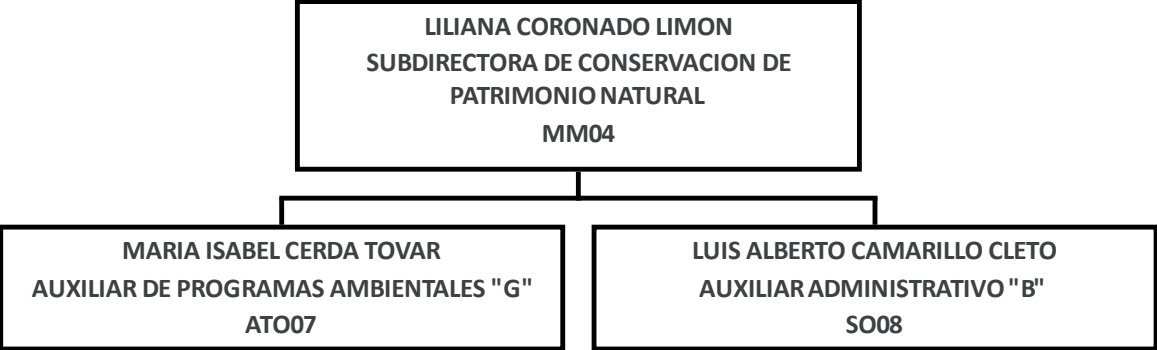 LILIANA CORONADO LIMON
SUBDIRECTORA DE CONSERVACION DE
PATRIMONIO NATURAL
MM04
MARIA ISABEL CERDA TOVAR
AUXILIAR DE PROGRAMAS AMBIENTALES "G"
ATO07
LUIS ALBERTO CAMARILLO CLETO
AUXILIAR ADMINISTRATIVO "B"
SO08